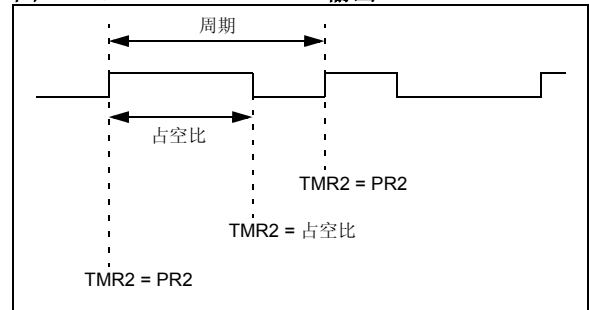 周期
占空比
TMR2 = PR2
TMR2 = 占空比
TMR2 = PR2